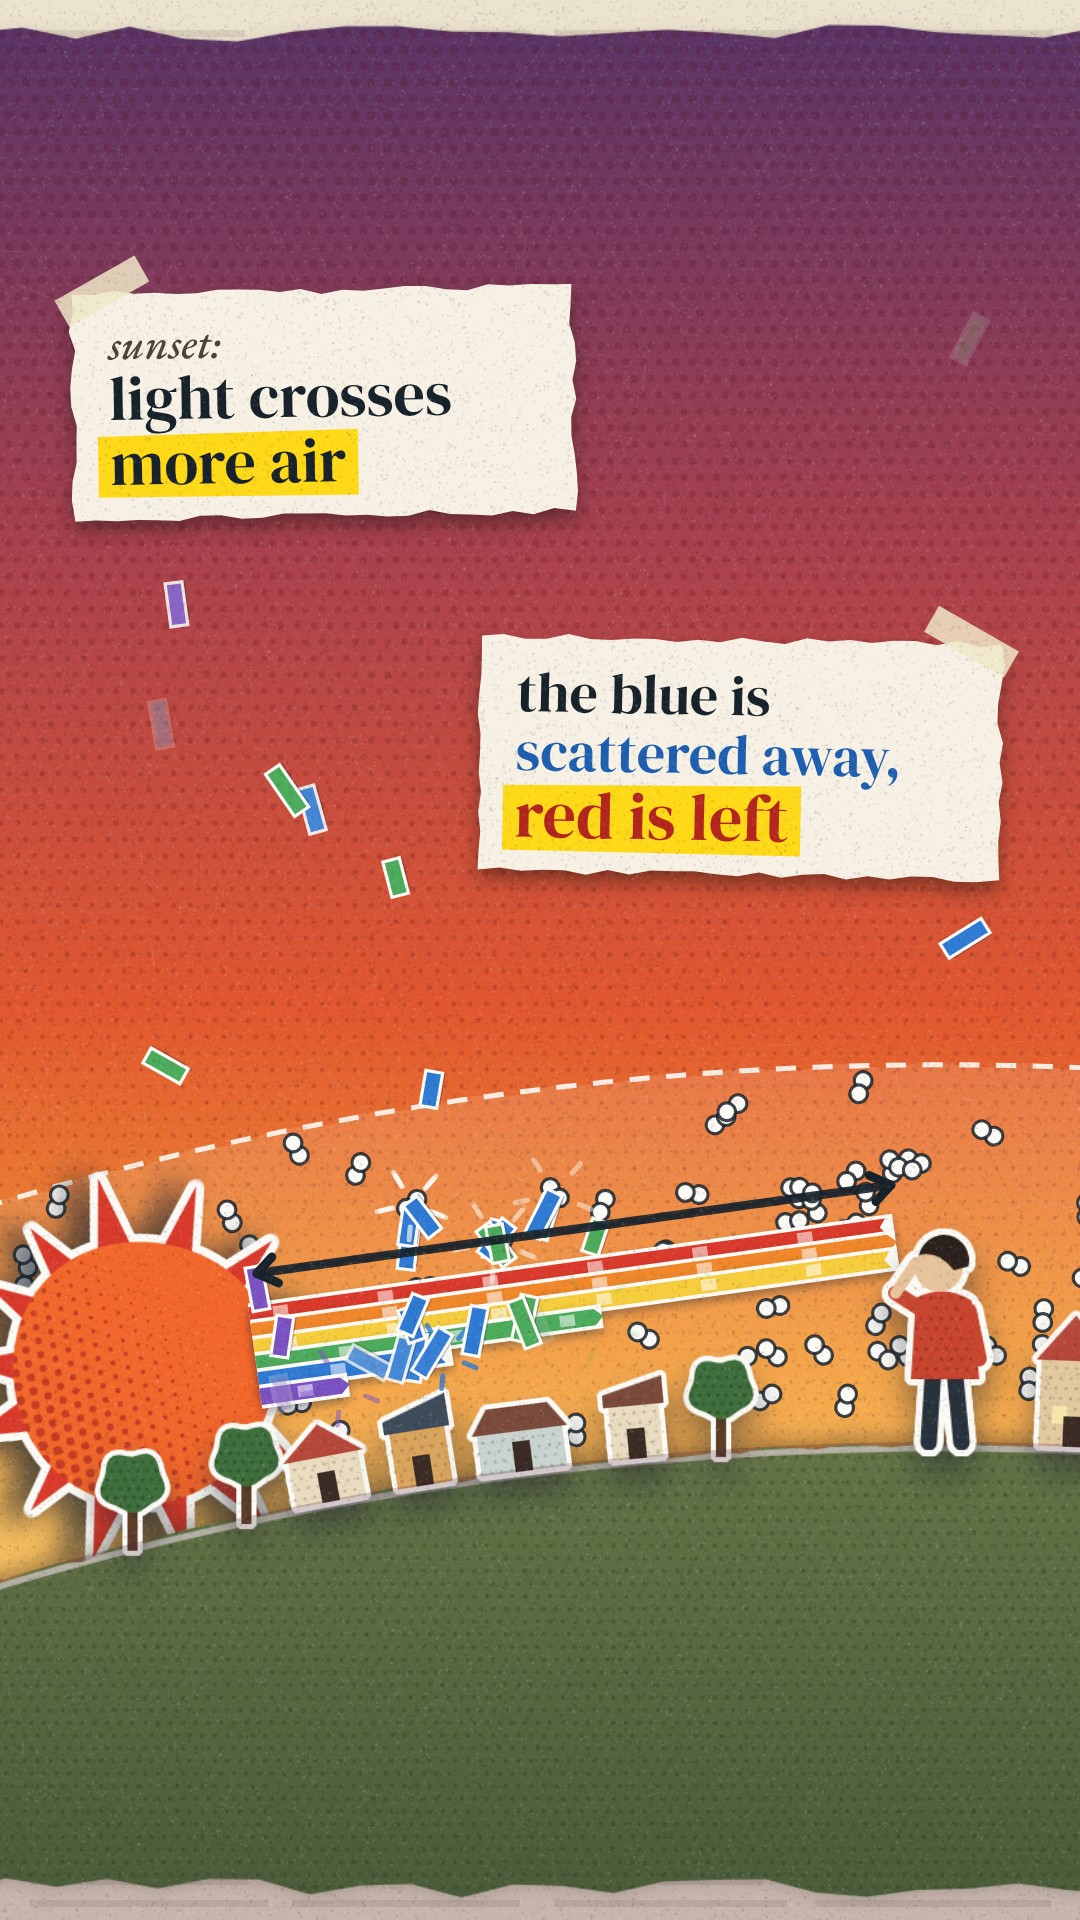 sunset:
light crosses
more air
the blue is
scattered away,
red is left